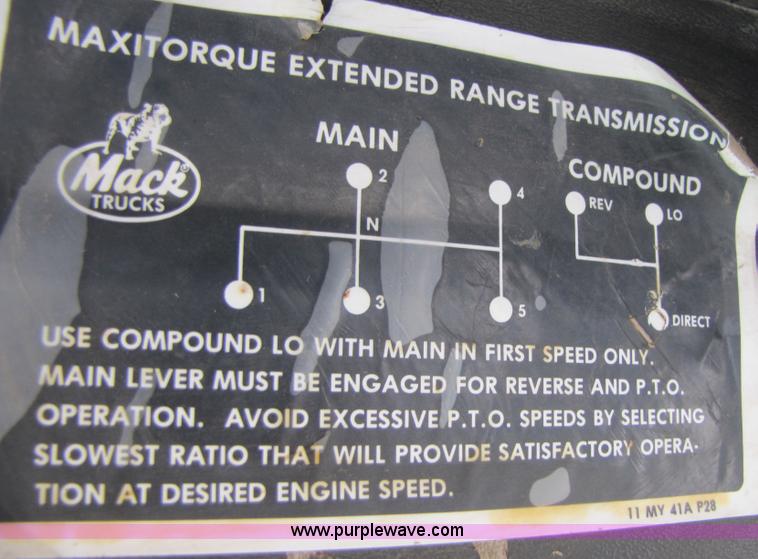 MAXITORQUE EXTENDED RANGE TRANSMISSION
MAIN
COMPOUND
Mack®
TRUCKS
2
4
REV
LO
N
1
3
5
DIRECT
USE COMPOUND LO WITH MAIN IN FIRST SPEED ONLY.
MAIN LEVER MUST BE ENGAGED FOR REVERSE AND P.T.O.
OPERATION. AVOID EXCESSIVE P.T.O. SPEEDS BY SELECTING
SLOWEST RATIO THAT WILL PROVIDE SATISFACTORY OPERA-
TION AT DESIRED ENGINE SPEED.
11 MY 41A P28
www.purplewave.com